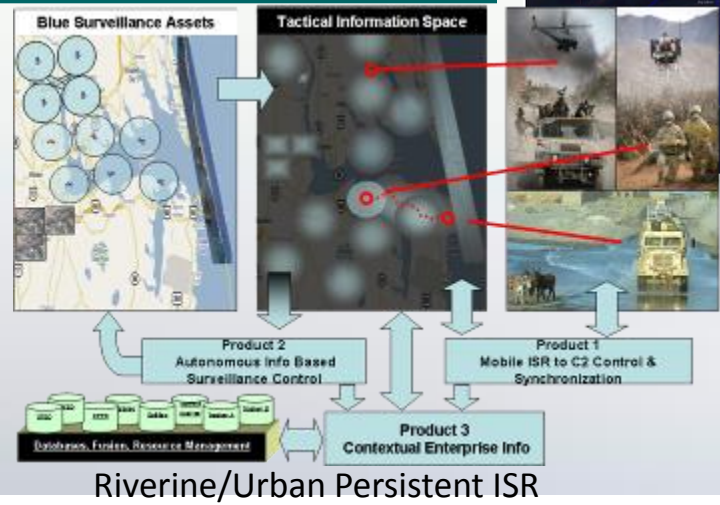 Blue Surveillance Assets
Tactical Information Space
Product 2
Autonomous Info Based
Surveillance Control
Product 1
Mobile ISR to C2 Control &
Synchronization
Product 3
Contextual Enterprise Info
Databases, Fusion, Resource Management
Riverine/Urban Persistent ISR